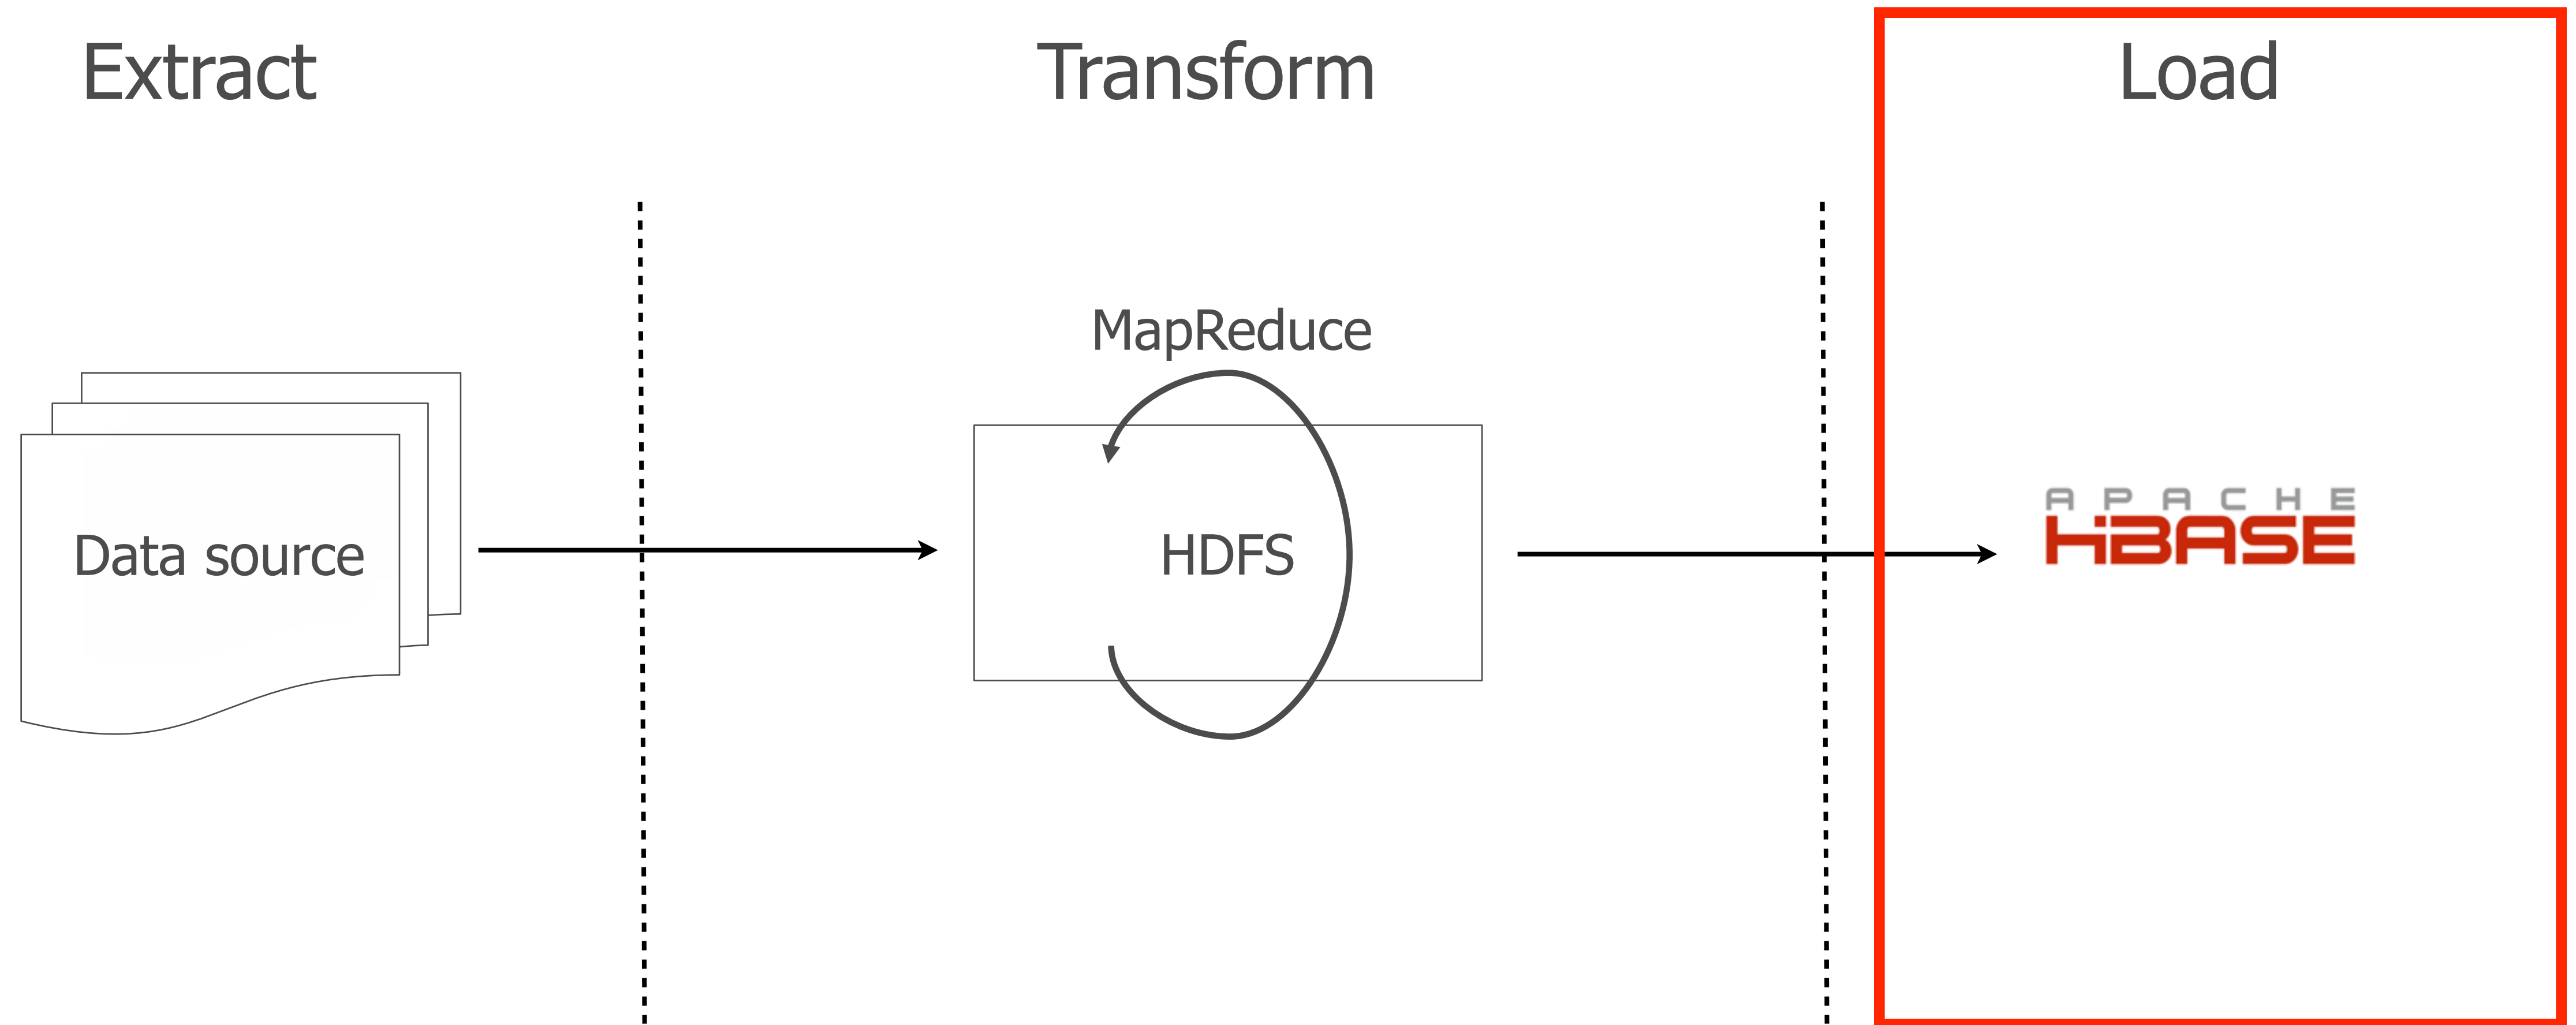 Extract
Transform
Load
MapReduce
Data source
HDFS
APACHE
HBASE